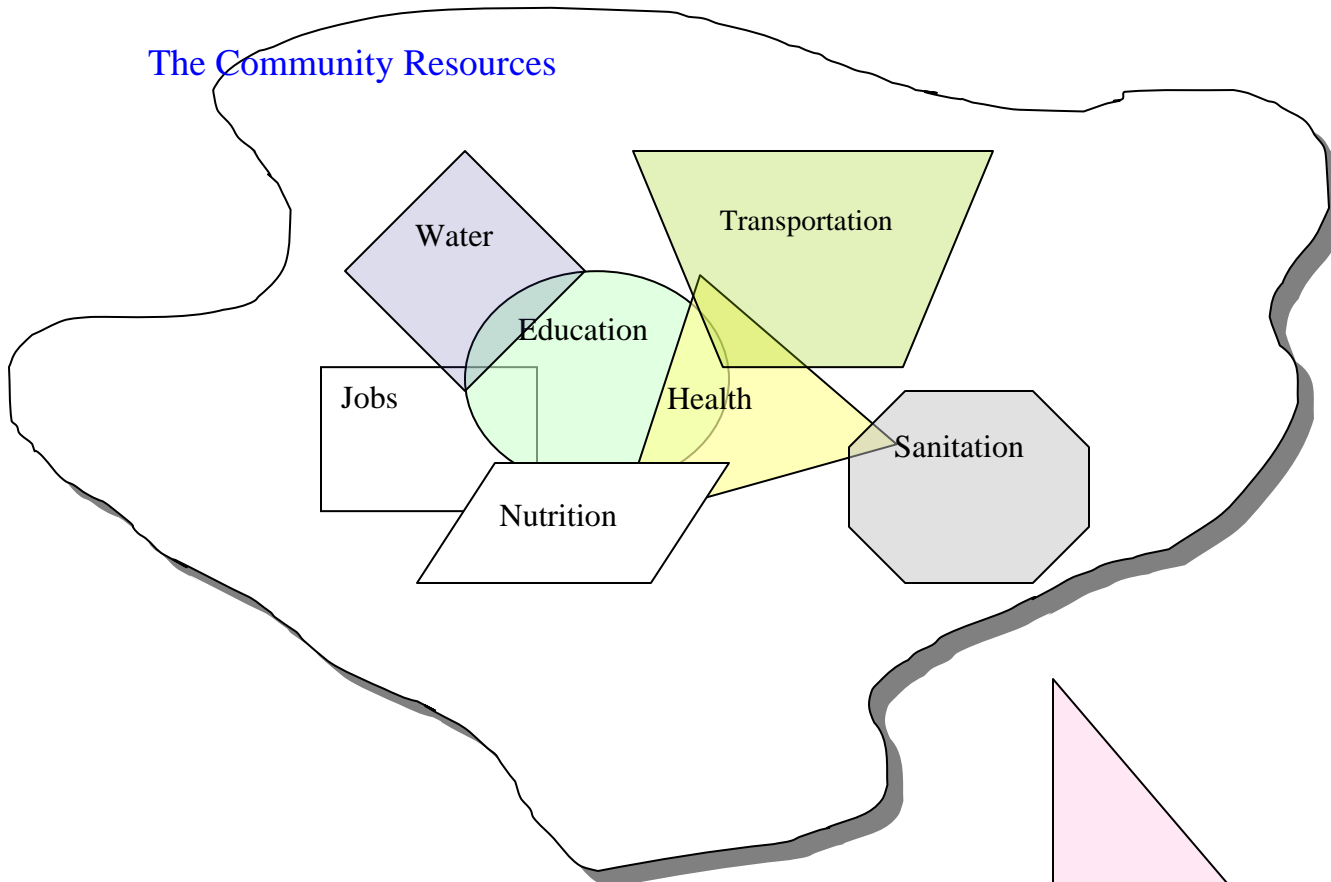 The Community Resources
Transportation
Water
Education
Jobs
Health
Sanitation
Nutrition